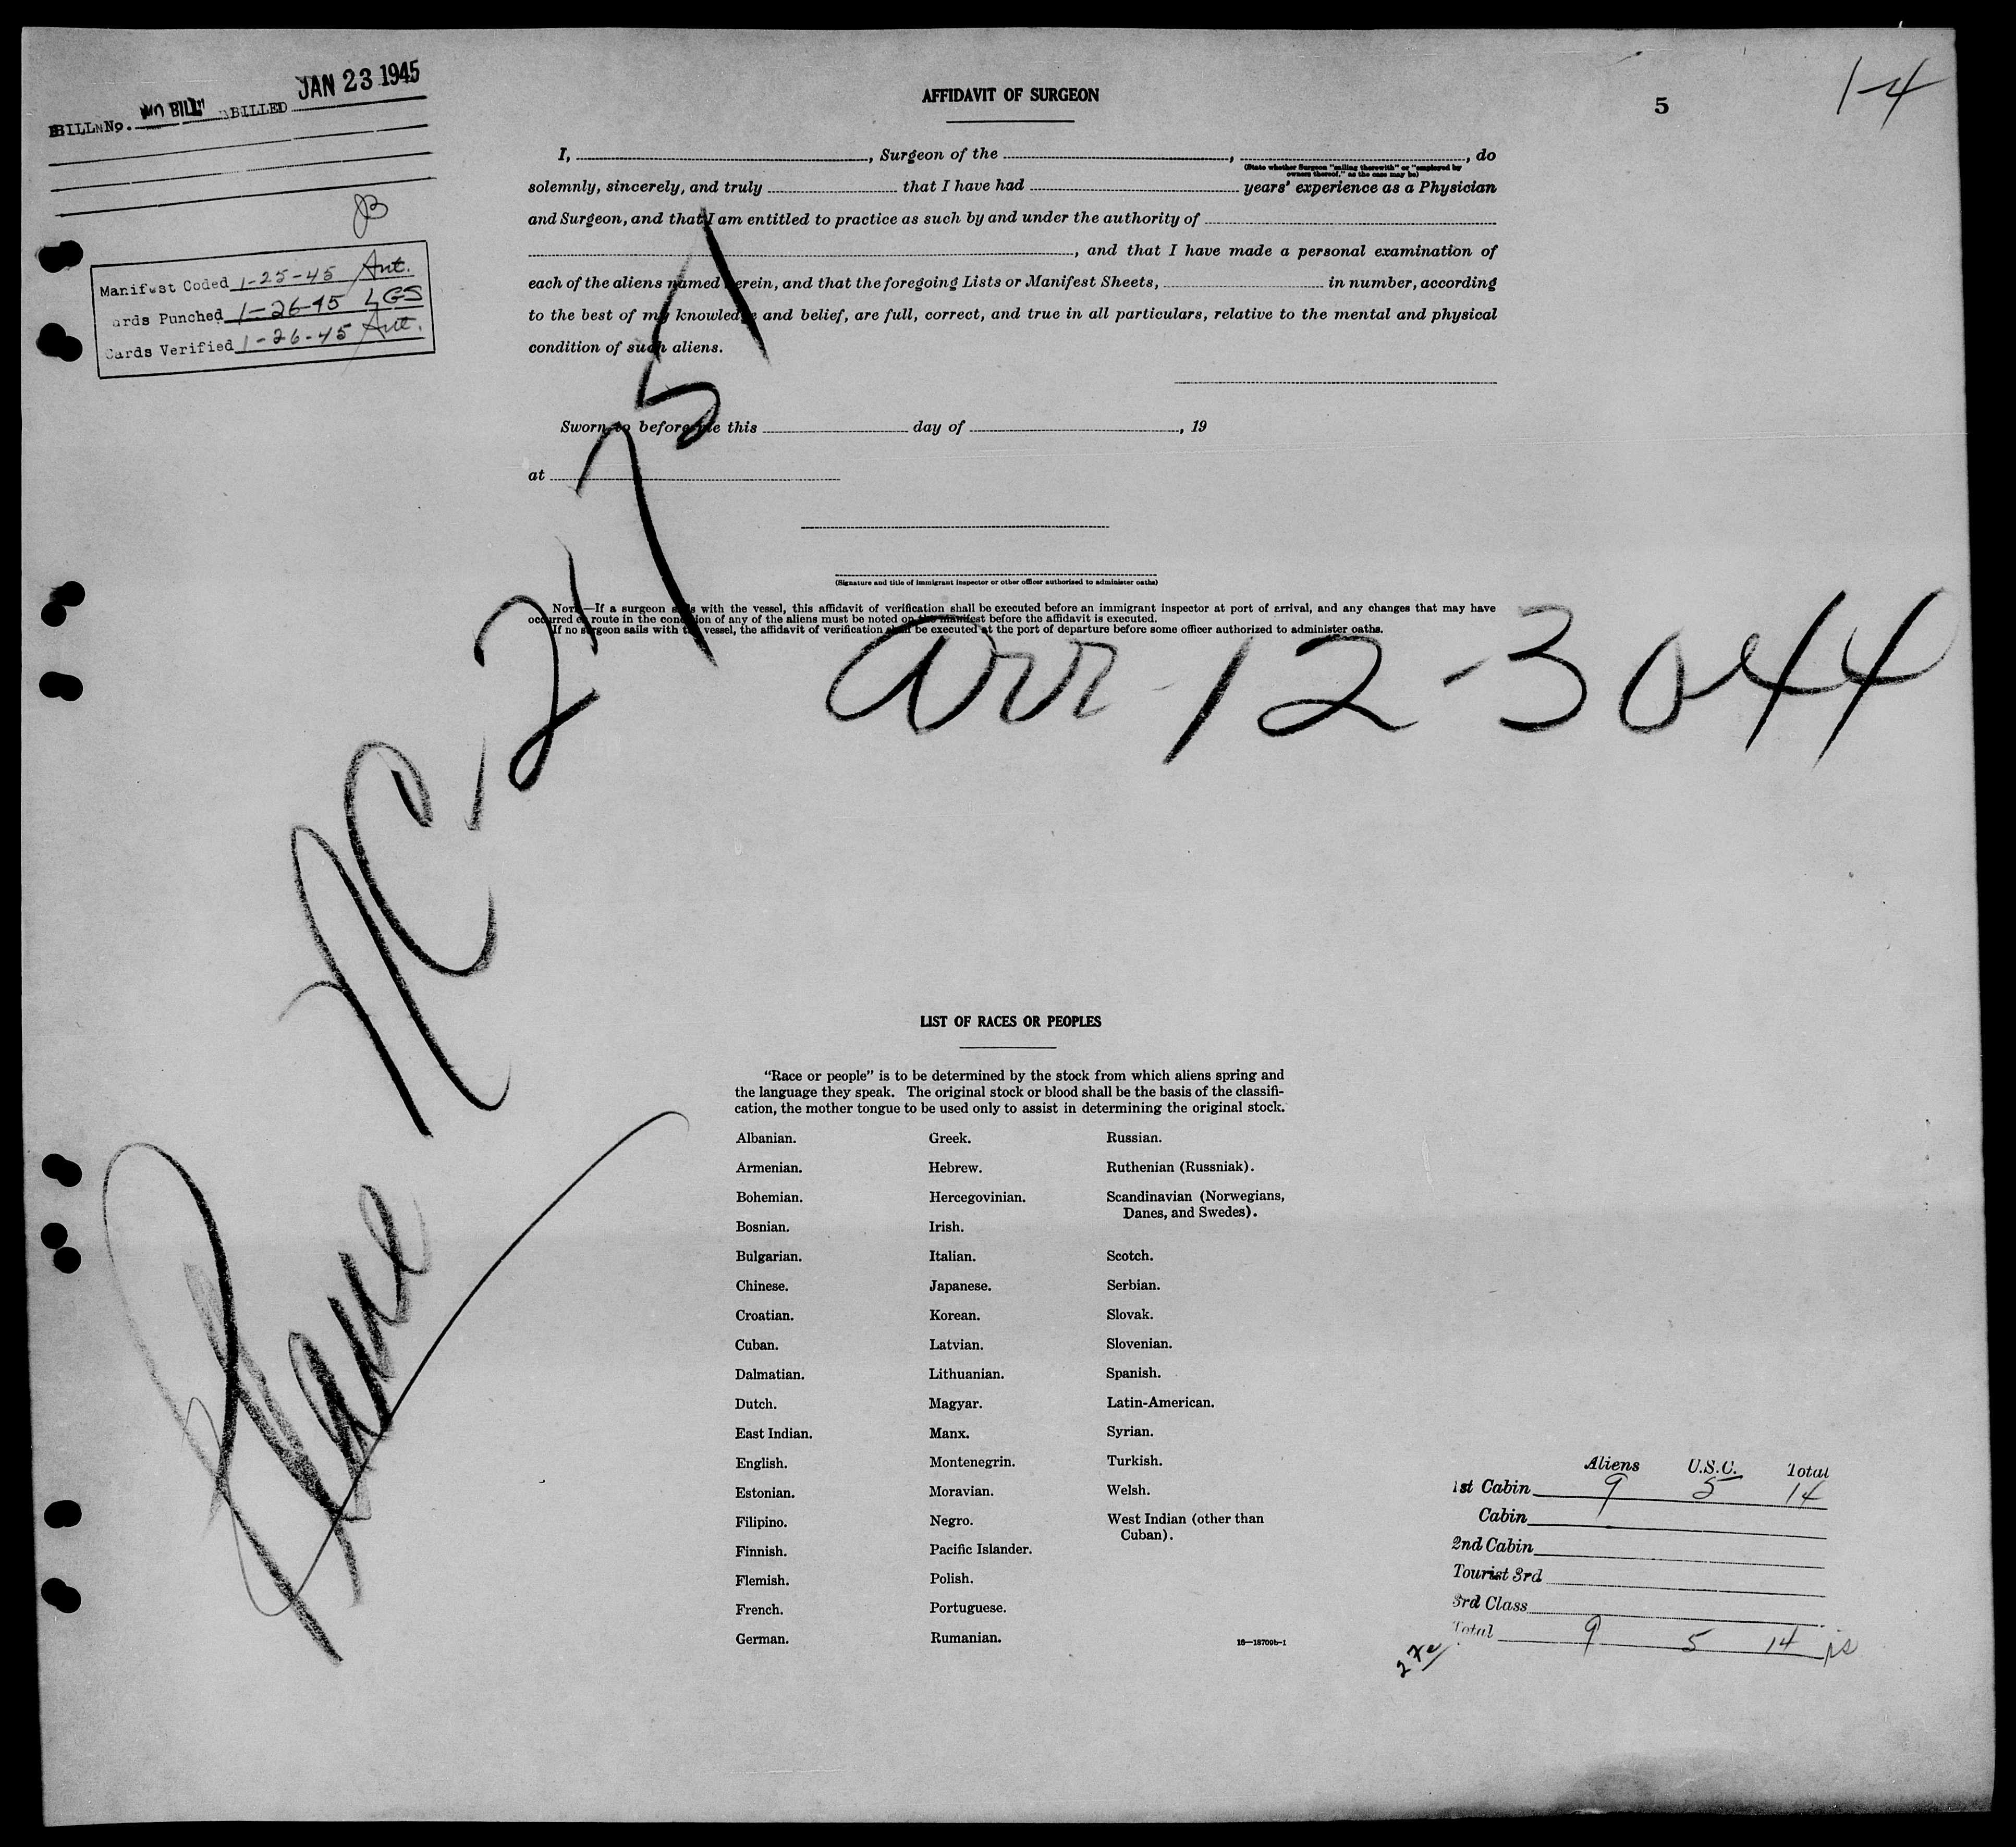 JAN 23 1945
BILL No. "NO BILL" BILLED
AFFIDAVIT OF SURGEON
5
1-4
I, , Surgeon of the , , do
(State whether Surgeon "sailing therewith" or "employed by
owners thereof," as the case may be)
solemnly, sincerely, and truly that I have had years' experience as a Physician
and Surgeon, and that I am entitled to practice as such by and under the authority of
, and that I have made a personal examination of
each of the aliens named herein, and that the foregoing Lists or Manifest Sheets, in number, according
to the best of my knowledge and belief, are full, correct, and true in all particulars, relative to the mental and physical
condition of such aliens.
Manifest Coded 1-25-45 Ant.
ards Punched 1-26-45 LGS
Cards Verified 1-26-45 Ant.
Sworn to before me this day of , 19
at
(Signature and title of immigrant inspector or other officer authorized to administer oaths)
NOTE.—If a surgeon sails with the vessel, this affidavit of verification shall be executed before an immigrant inspector at port of arrival, and any changes that may have
occurred en route in the condition of any of the aliens must be noted on the manifest before the affidavit is executed.
If no surgeon sails with the vessel, the affidavit of verification shall be executed at the port of departure before some officer authorized to administer oaths.
arr-12-30-44
Plane NC-21751
LIST OF RACES OR PEOPLES
"Race or people" is to be determined by the stock from which aliens spring and
the language they speak. The original stock or blood shall be the basis of the classifi-
cation, the mother tongue to be used only to assist in determining the original stock.
Albanian.
Armenian.
Bohemian.
Bosnian.
Bulgarian.
Chinese.
Croatian.
Cuban.
Dalmatian.
Dutch.
East Indian.
English.
Estonian.
Filipino.
Finnish.
Flemish.
French.
German.
Greek.
Hebrew.
Hercegovinian.
Irish.
Italian.
Japanese.
Korean.
Latvian.
Lithuanian.
Magyar.
Manx.
Montenegrin.
Moravian.
Negro.
Pacific Islander.
Polish.
Portuguese.
Rumanian.
Russian.
Ruthenian (Russniak).
Scandinavian (Norwegians,
Danes, and Swedes).
Scotch.
Serbian.
Slovak.
Slovenian.
Spanish.
Latin-American.
Syrian.
Turkish.
Welsh.
West Indian (other than
Cuban).
16—18709b-1
Aliens U.S.C. Total
1st Cabin 9 5 14
Cabin
2nd Cabin
Tourist 3rd
3rd Class
Total 9 5 14